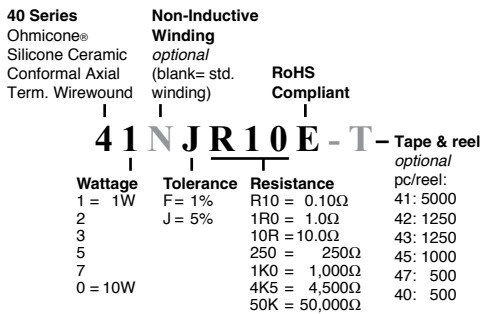 40 Series
Ohmicone®
Silicone Ceramic
Conformal Axial
Term. Wirewound
Non-Inductive
Winding
optional
(blank= std.
winding)
RoHS
Compliant
41NJR10E-T
Tape & reel
optional
pc/reel:
41: 5000
42: 1250
43: 1250
45: 1000
47: 500
40: 500
Wattage
1 = 1W
2
3
5
7
0 = 10W
Tolerance
F= 1%
J= 5%
Resistance
R10 = 0.10Ω
1R0 = 1.0Ω
10R =10.0Ω
250 = 250Ω
1K0 = 1,000Ω
4K5 = 4,500Ω
50K = 50,000Ω